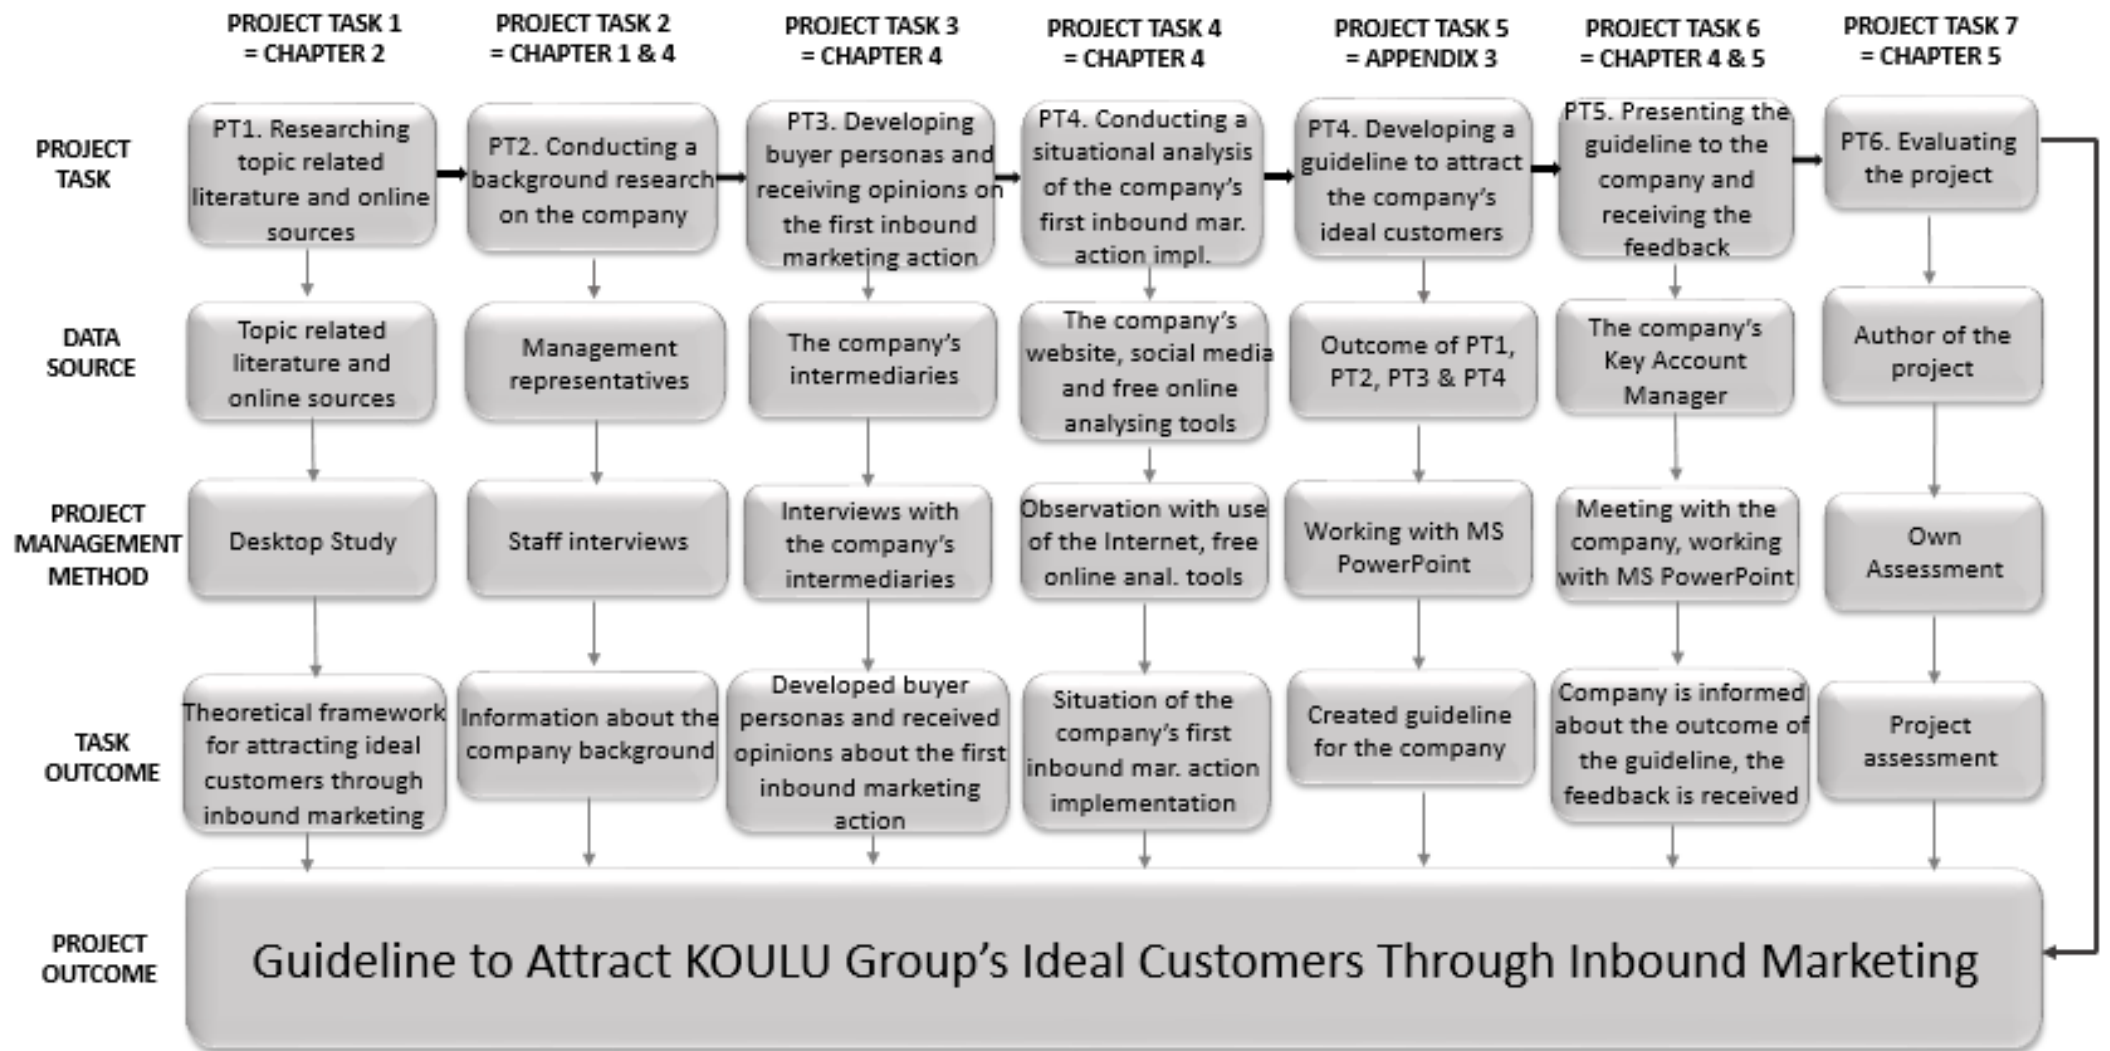 PROJECT TASK 1
= CHAPTER 2
PROJECT TASK 2
= CHAPTER 1 & 4
PROJECT TASK 3
= CHAPTER 4
PROJECT TASK 4
= CHAPTER 4
PROJECT TASK 5
= APPENDIX 3
PROJECT TASK 6
= CHAPTER 4 & 5
PROJECT TASK 7
= CHAPTER 5
PROJECT
TASK
PT1. Researching
topic related
literature and online
sources
PT2. Conducting a
background research
on the company
PT3. Developing
buyer personas and
receiving opinions on
the first inbound
marketing action
PT4. Conducting a
situational analysis
of the company's
first inbound mar.
action impl.
PT4. Developing a
guideline to attract
the company's
ideal customers
PT5. Presenting the
guideline to the
company and
receiving the
feedback
PT6. Evaluating
the project
DATA
SOURCE
Topic related
literature and
online sources
Management
representatives
The company's
intermediaries
The company's
website, social media
and free online
analysing tools
Outcome of PT1,
PT2, PT3 & PT4
The company's
Key Account
Manager
Author of the
project
PROJECT
MANAGEMENT
METHOD
Desktop Study
Staff interviews
Interviews with
the company's
intermediaries
Observation with use
of the Internet, free
online anal. tools
Working with MS
PowerPoint
Meeting with the
company, working
with MS PowerPoint
Own
Assessment
TASK
OUTCOME
Theoretical framework
for attracting ideal
customers through
inbound marketing
Information about the
company background
Developed buyer
personas and received
opinions about the first
inbound marketing
action
Situation of the
company's first
inbound mar. action
implementation
Created guideline
for the company
Company is informed
about the outcome of
the guideline, the
feedback is received
Project
assessment
PROJECT
OUTCOME
Guideline to Attract KOULU Group's Ideal Customers Through Inbound Marketing